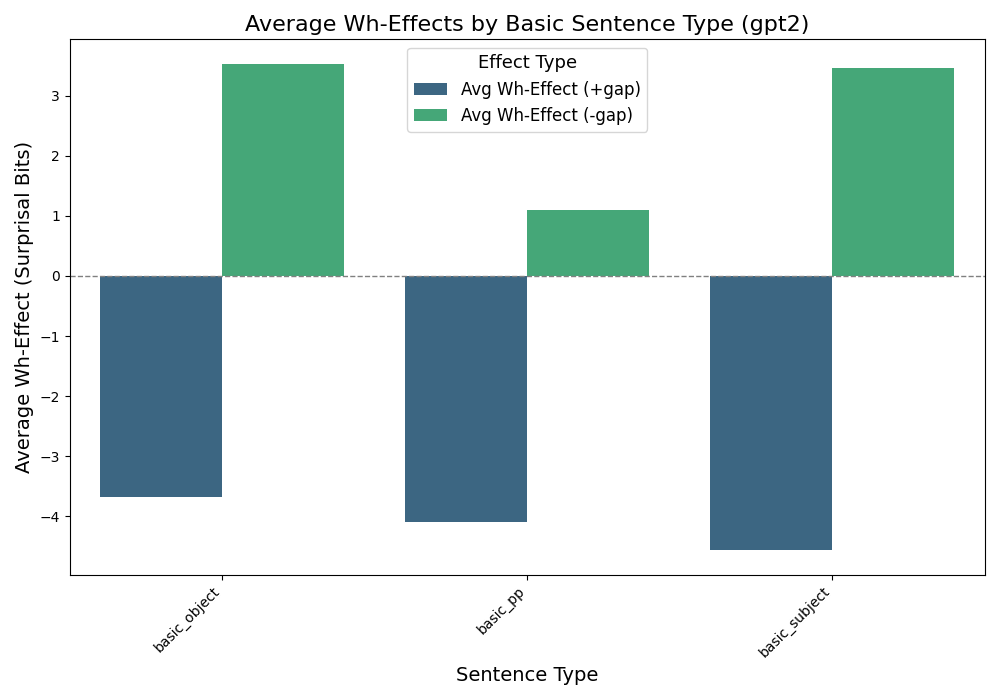 Average Wh-Effects by Basic Sentence Type (gpt2)
Effect Type
Avg Wh-Effect (+gap)
Avg Wh-Effect (-gap)
Average Wh-Effect (Surprisal Bits)
3
2
1
0
−1
−2
−3
−4
basic_object
basic_pp
basic_subject
Sentence Type